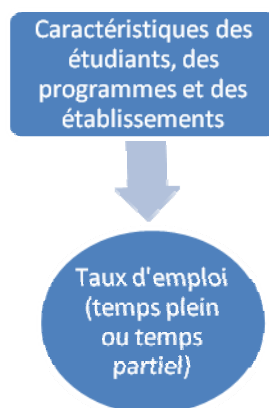 Caractéristiques des
étudiants, des
programmes et des
établissements
Taux d'emploi
(temps plein
ou temps
partiel)